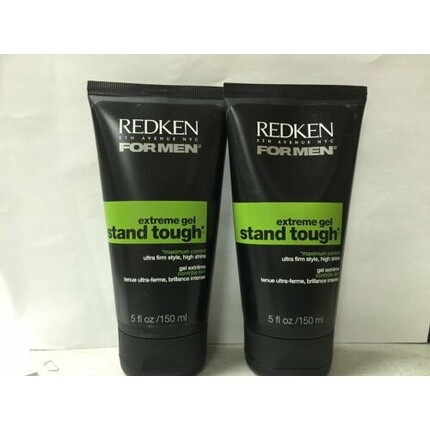 REDKEN
5TH AVENUE NYC
FOR MEN
extreme gel
stand tough*
*maximum control
ultra firm style, high shine
gel extrême
contrôle fort
tenue ultra-ferme, brillance intense
5 fl oz/150 ml
REDKEN
5TH AVENUE NYC
FOR MEN
extreme gel
stand tough*
*maximum control
ultra firm style, high shine
gel extrême
contrôle
tenue ultra-ferme, brillance intense
5 fl oz/150 ml